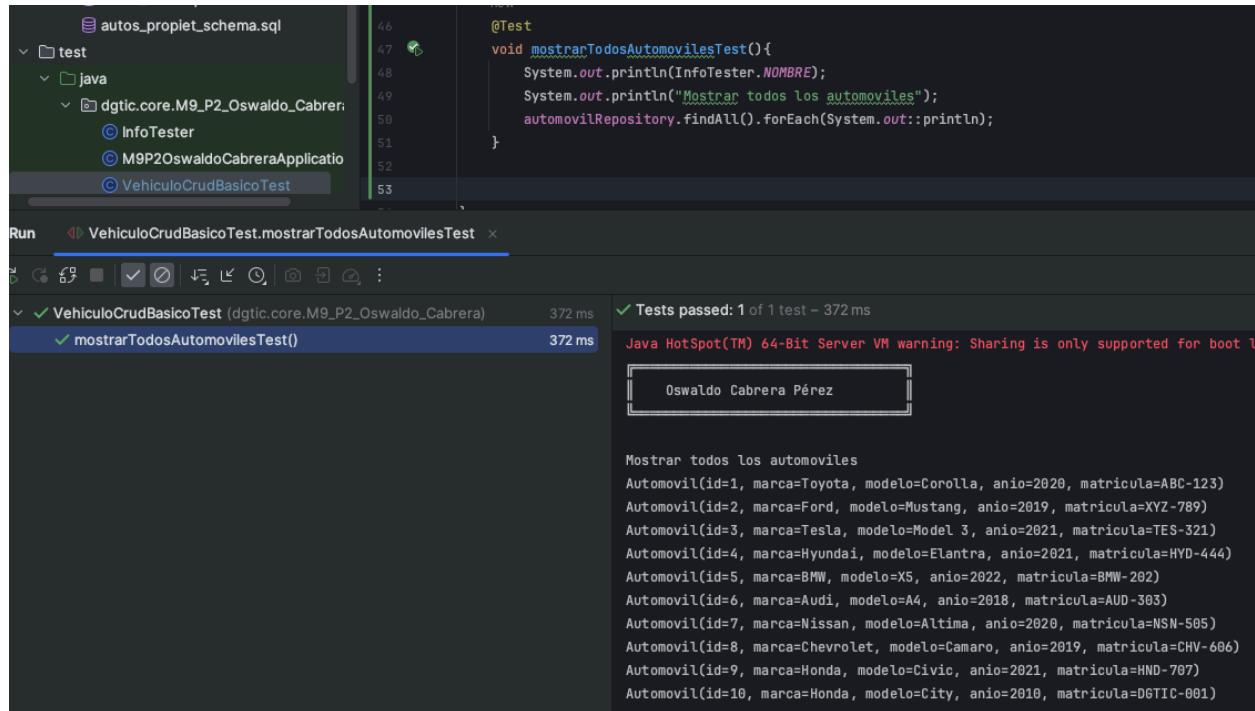 autos_propiet_schema.sql
test
java
dgtic.core.M9_P2_Oswaldo_Cabrer
InfoTester
M9P2OswaldoCabreraApplicatio
VehiculoCrudBasicoTest
46 @Test
47 void mostrarTodosAutomovilesTest(){
48 System.out.println(InfoTester.NOMBRE);
49 System.out.println("Mostrar todos los automoviles");
50 automovilRepository.findAll().forEach(System.out::println);
51 }
52
53
Run VehiculoCrudBasicoTest.mostrarTodosAutomovilesTest ×
VehiculoCrudBasicoTest (dgtic.core.M9_P2_Oswaldo_Cabrera) 372 ms
mostrarTodosAutomovilesTest() 372 ms
Tests passed: 1 of 1 test – 372 ms
Java HotSpot(TM) 64-Bit Server VM warning: Sharing is only supported for boot l
Oswaldo Cabrera Pérez
Mostrar todos los automoviles
Automovil(id=1, marca=Toyota, modelo=Corolla, anio=2020, matricula=ABC-123)
Automovil(id=2, marca=Ford, modelo=Mustang, anio=2019, matricula=XYZ-789)
Automovil(id=3, marca=Tesla, modelo=Model 3, anio=2021, matricula=TES-321)
Automovil(id=4, marca=Hyundai, modelo=Elantra, anio=2021, matricula=HYD-444)
Automovil(id=5, marca=BMW, modelo=X5, anio=2022, matricula=BMW-202)
Automovil(id=6, marca=Audi, modelo=A4, anio=2018, matricula=AUD-303)
Automovil(id=7, marca=Nissan, modelo=Altima, anio=2020, matricula=NSN-505)
Automovil(id=8, marca=Chevrolet, modelo=Camaro, anio=2019, matricula=CHV-606)
Automovil(id=9, marca=Honda, modelo=Civic, anio=2021, matricula=HND-707)
Automovil(id=10, marca=Honda, modelo=City, anio=2010, matricula=DGTIC-001)